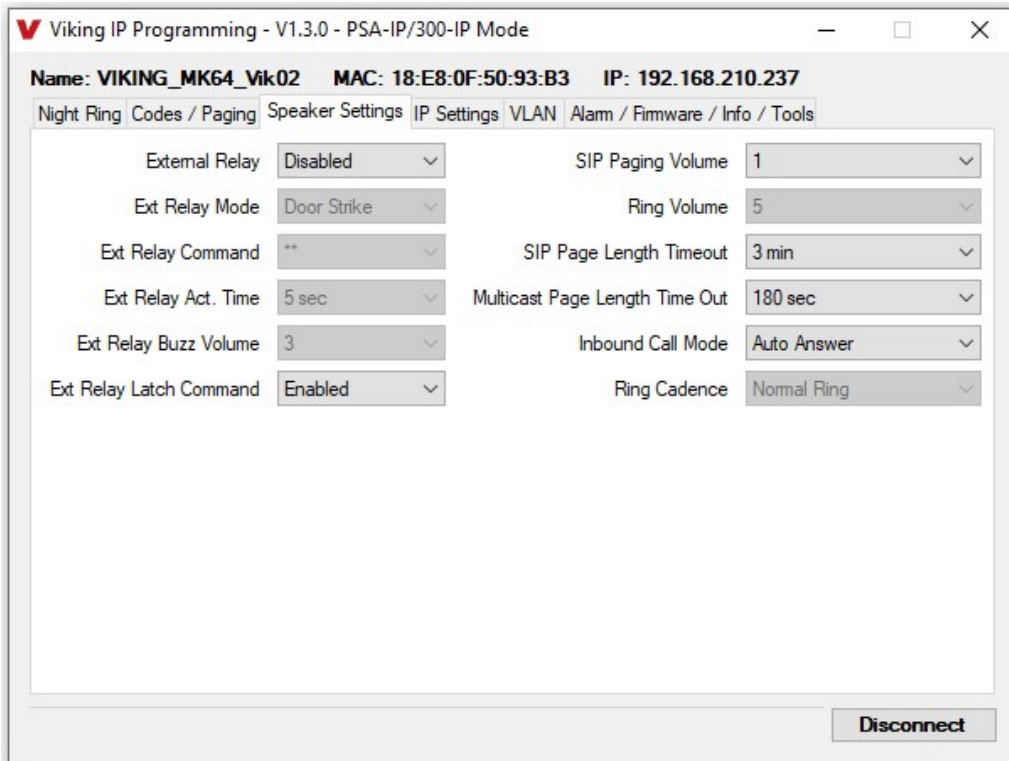 Viking IP Programming - V1.3.0 - PSA-IP/300-IP Mode
Name: VIKING_MK64_Vik02 MAC: 18:E8:0F:50:93:B3 IP: 192.168.210.237
Night Ring Codes / Paging Speaker Settings IP Settings VLAN Alarm / Firmware / Info / Tools
External Relay Disabled
Ext Relay Mode Door Strike
Ext Relay Command **
Ext Relay Act. Time 5 sec
Ext Relay Buzz Volume 3
Ext Relay Latch Command Enabled
SIP Paging Volume 1
Ring Volume 5
SIP Page Length Timeout 3 min
Multicast Page Length Time Out 180 sec
Inbound Call Mode Auto Answer
Ring Cadence Normal Ring
Disconnect